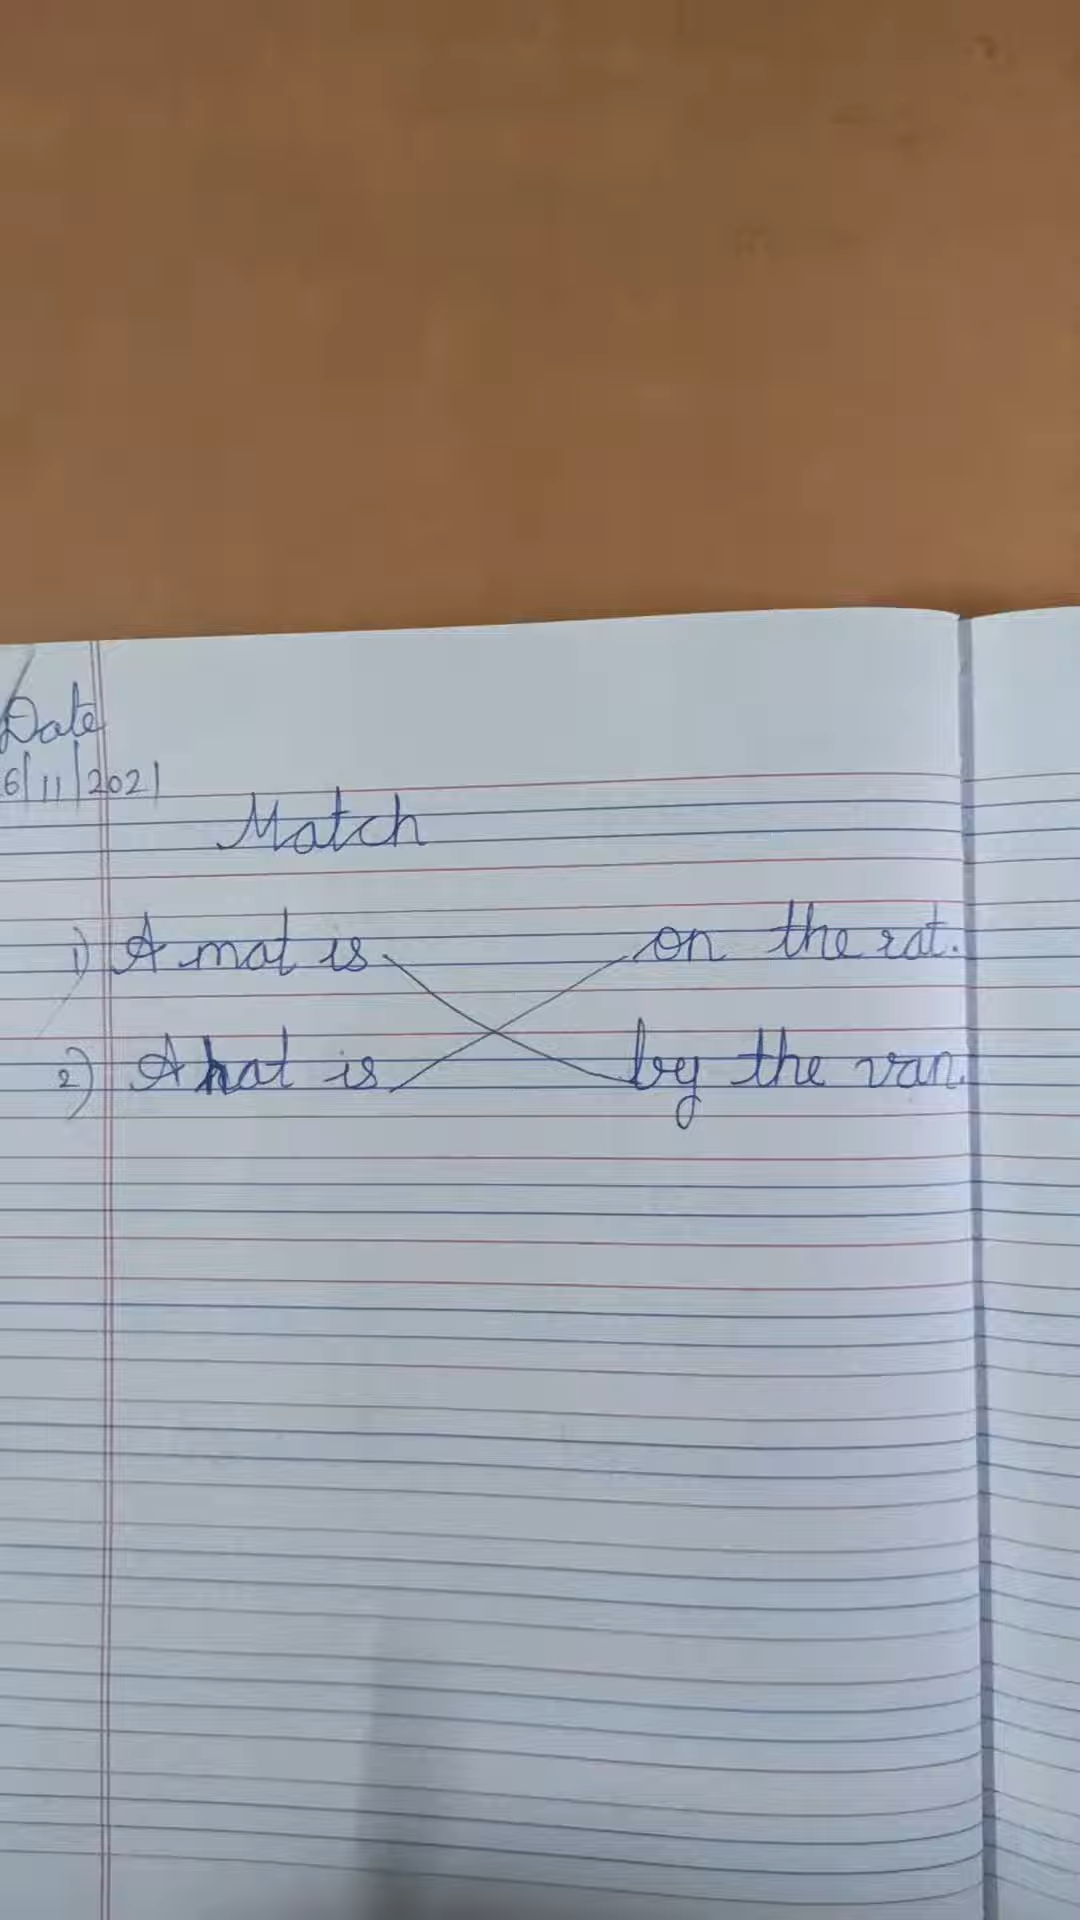 Date
6/11/2021
Match
1) A mat is on the rat.
2) A hat is by the van.